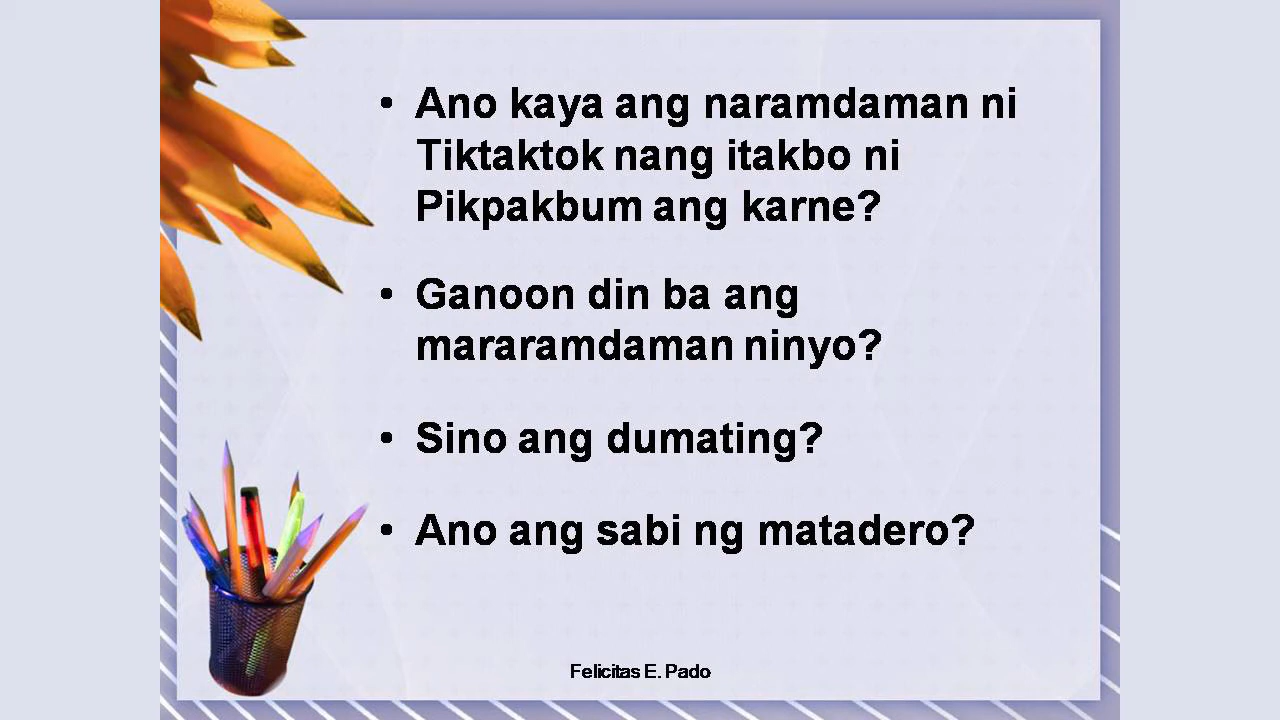 • Ano kaya ang naramdaman ni
Tiktaktok nang itakbo ni
Pikpakbum ang karne?
• Ganoon din ba ang
mararamdaman ninyo?
• Sino ang dumating?
• Ano ang sabi ng matadero?
Felicitas E. Pado